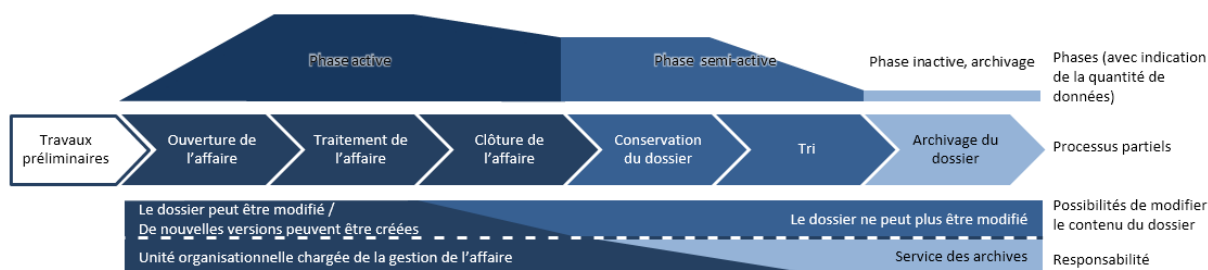 Phase active
Phase semi-active
Phase inactive, archivage
Phases (avec indication
de la quantité de
données)
Travaux
préliminaires
Ouverture de
l'affaire
Traitement de
l'affaire
Clôture de
l'affaire
Conservation
du dossier
Tri
Archivage du
dossier
Processus partiels
Le dossier peut être modifié /
De nouvelles versions peuvent être créées
Le dossier ne peut plus être modifié
Possibilités de modifier
le contenu du dossier
Unité organisationnelle chargée de la gestion de l'affaire
Service des archives
Responsabilité